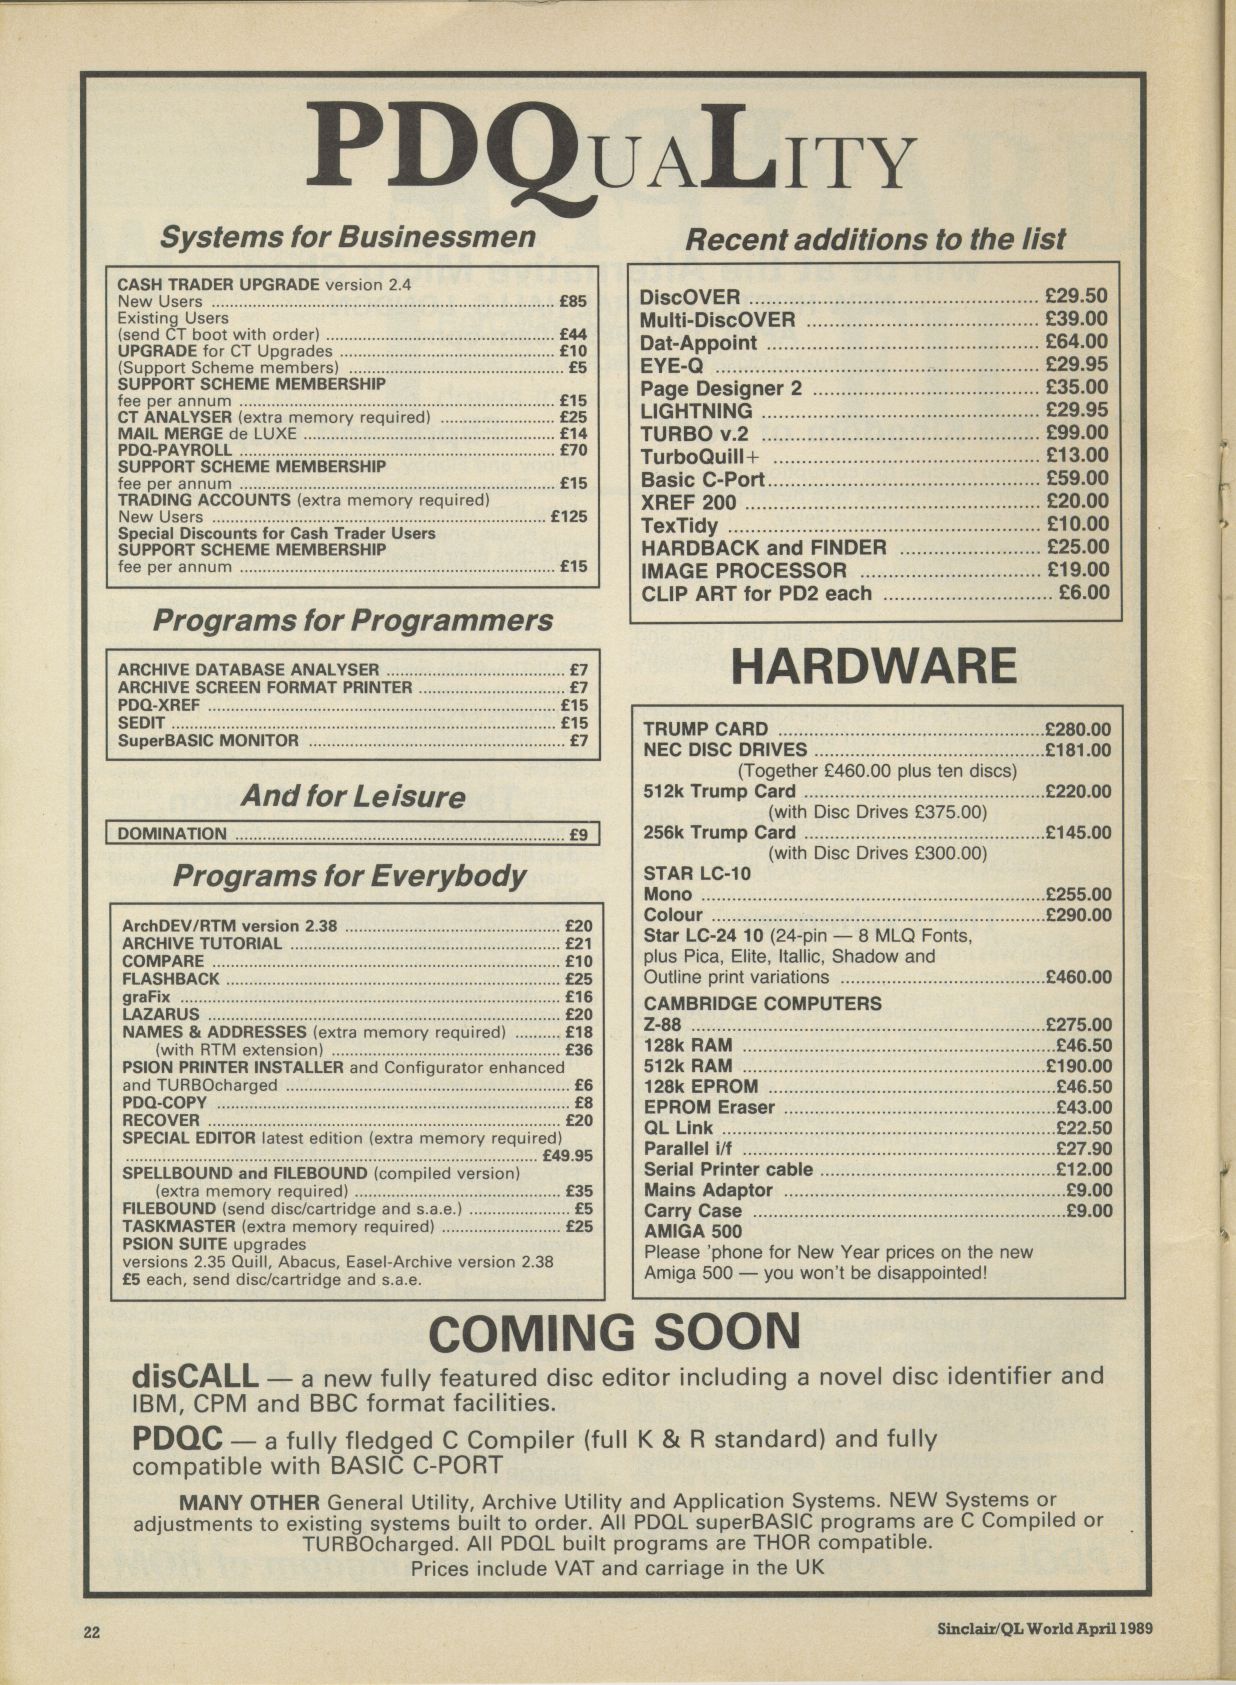 PDQUALITY
Systems for Businessmen
CASH TRADER UPGRADE version 2.4
New Users .......... £85
Existing Users
(send CT boot with order) .......... £44
UPGRADE for CT Upgrades .......... £10
(Support Scheme members) .......... £5
SUPPORT SCHEME MEMBERSHIP
fee per annum .......... £15
CT ANALYSER (extra memory required) .......... £25
MAIL MERGE de LUXE .......... £14
PDQ-PAYROLL .......... £70
SUPPORT SCHEME MEMBERSHIP
fee per annum .......... £15
TRADING ACCOUNTS (extra memory required)
New Users .......... £125
Special Discounts for Cash Trader Users
SUPPORT SCHEME MEMBERSHIP
fee per annum .......... £15
Programs for Programmers
ARCHIVE DATABASE ANALYSER .......... £7
ARCHIVE SCREEN FORMAT PRINTER .......... £7
PDQ-XREF .......... £15
SEDIT .......... £15
SuperBASIC MONITOR .......... £7
And for Leisure
DOMINATION .......... £9
Programs for Everybody
ArchDEV/RTM version 2.38 .......... £20
ARCHIVE TUTORIAL .......... £21
COMPARE .......... £10
FLASHBACK .......... £25
graFix .......... £16
LAZARUS .......... £20
NAMES & ADDRESSES (extra memory required) .......... £18
(with RTM extension) .......... £36
PSION PRINTER INSTALLER and Configurator enhanced
and TURBOcharged .......... £6
PDQ-COPY .......... £8
RECOVER .......... £20
SPECIAL EDITOR latest edition (extra memory required)
.......... £49.95
SPELLBOUND and FILEBOUND (compiled version)
(extra memory required) .......... £35
FILEBOUND (send disc/cartridge and s.a.e.) .......... £5
TASKMASTER (extra memory required) .......... £25
PSION SUITE upgrades
versions 2.35 Quill, Abacus, Easel-Archive version 2.38
£5 each, send disc/cartridge and s.a.e.
Recent additions to the list
DiscOVER .......... £29.50
Multi-DiscOVER .......... £39.00
Dat-Appoint .......... £64.00
EYE-Q .......... £29.95
Page Designer 2 .......... £35.00
LIGHTNING .......... £29.95
TURBO v.2 .......... £99.00
TurboQuill+ .......... £13.00
Basic C-Port .......... £59.00
XREF 200 .......... £20.00
TexTidy .......... £10.00
HARDBACK and FINDER .......... £25.00
IMAGE PROCESSOR .......... £19.00
CLIP ART for PD2 each .......... £6.00
HARDWARE
TRUMP CARD .......... £280.00
NEC DISC DRIVES .......... £181.00
(Together £460.00 plus ten discs)
512k Trump Card .......... £220.00
(with Disc Drives £375.00)
256k Trump Card .......... £145.00
(with Disc Drives £300.00)
STAR LC-10
Mono .......... £255.00
Colour .......... £290.00
Star LC-24 10 (24-pin — 8 MLQ Fonts,
plus Pica, Elite, Itallic, Shadow and
Outline print variations .......... £460.00
CAMBRIDGE COMPUTERS
Z-88 .......... £275.00
128k RAM .......... £46.50
512k RAM .......... £190.00
128k EPROM .......... £46.50
EPROM Eraser .......... £43.00
QL Link .......... £22.50
Parallel i/f .......... £27.90
Serial Printer cable .......... £12.00
Mains Adaptor .......... £9.00
Carry Case .......... £9.00
AMIGA 500
Please 'phone for New Year prices on the new
Amiga 500 — you won't be disappointed!
COMING SOON
disCALL — a new fully featured disc editor including a novel disc identifier and
IBM, CPM and BBC format facilities.
PDQC — a fully fledged C Compiler (full K & R standard) and fully
compatible with BASIC C-PORT
MANY OTHER General Utility, Archive Utility and Application Systems. NEW Systems or
adjustments to existing systems built to order. All PDQL superBASIC programs are C Compiled or
TURBOcharged. All PDQL built programs are THOR compatible.
Prices include VAT and carriage in the UK
22
Sinclair/QL World April 1989